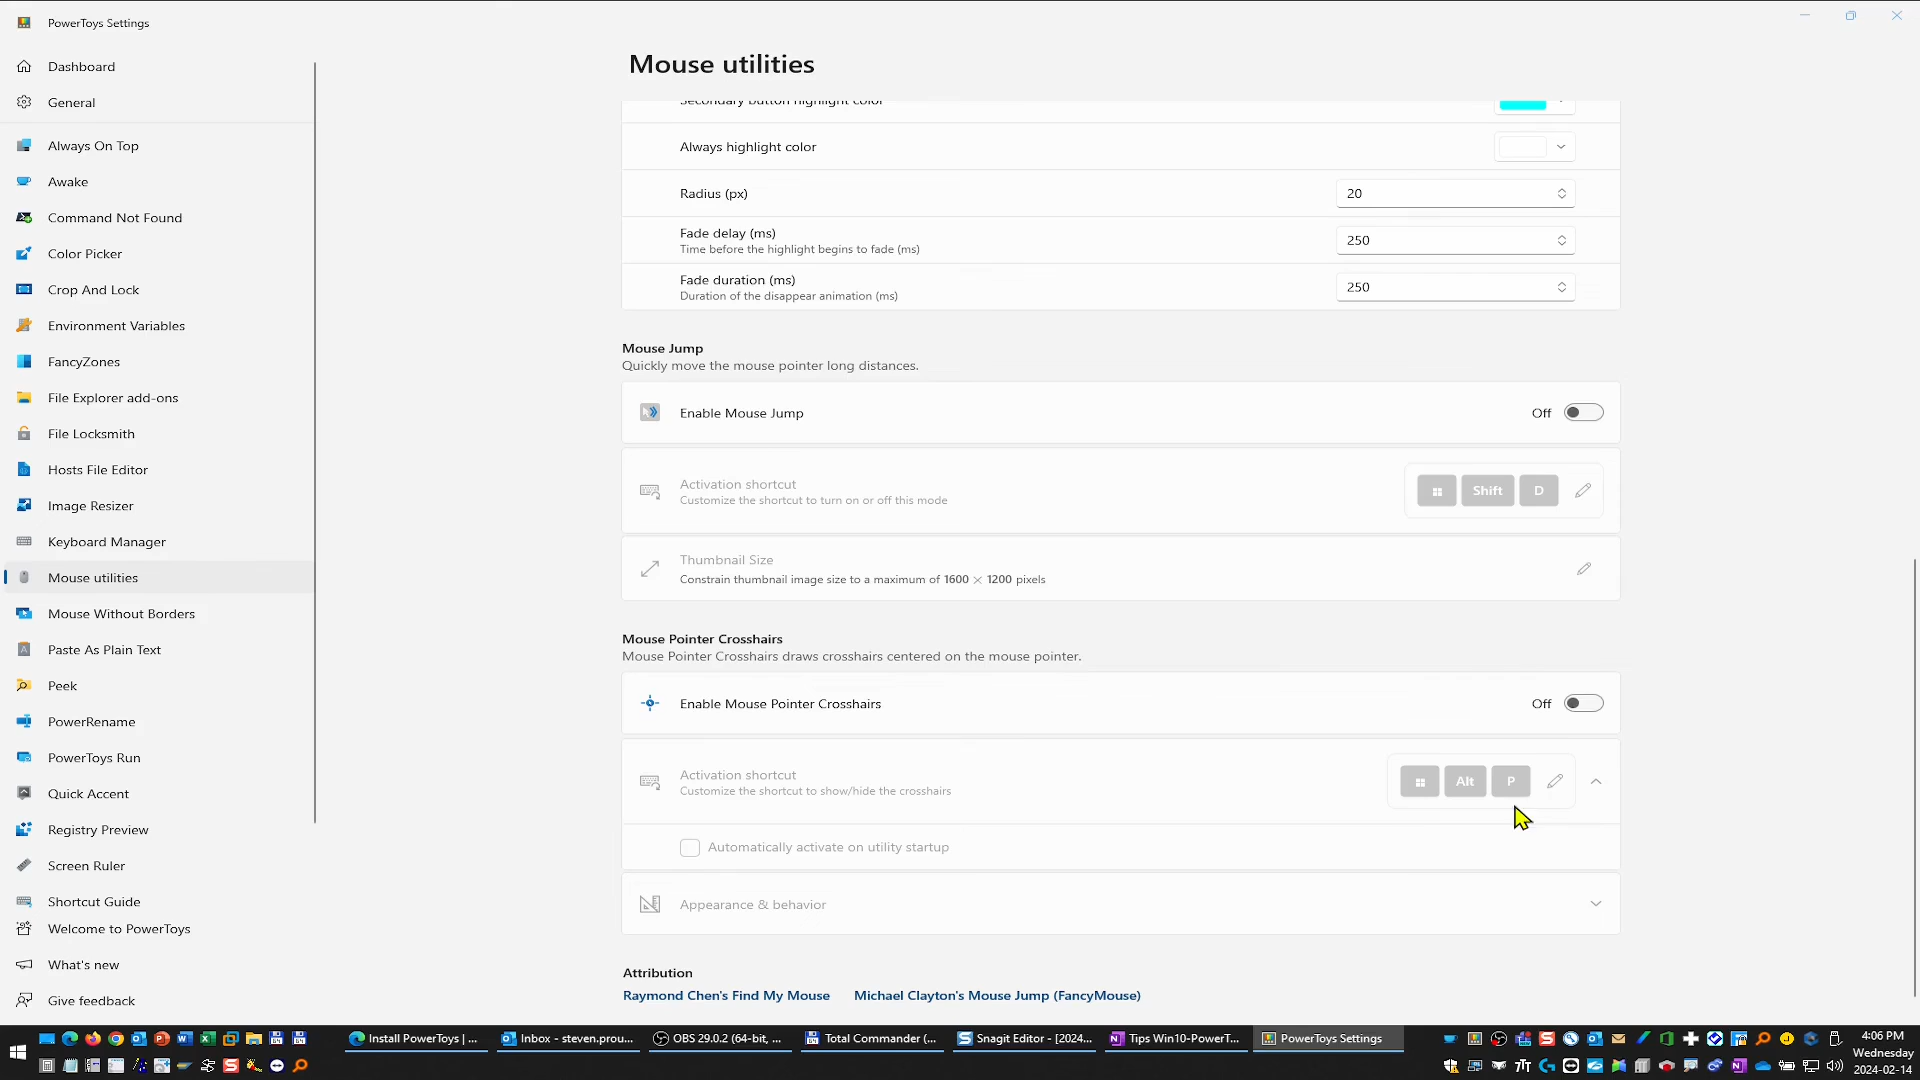 PowerToys Settings
Dashboard
General
Always On Top
Awake
Command Not Found
Color Picker
Crop And Lock
Environment Variables
FancyZones
File Explorer add-ons
File Locksmith
Hosts File Editor
Image Resizer
Keyboard Manager
Mouse utilities
Mouse Without Borders
Paste As Plain Text
Peek
PowerRename
PowerToys Run
Quick Accent
Registry Preview
Screen Ruler
Shortcut Guide
Welcome to PowerToys
What's new
Give feedback
Mouse utilities
Secondary button highlight color
Always highlight color
Radius (px)
20
Fade delay (ms)
Time before the highlight begins to fade (ms)
250
Fade duration (ms)
Duration of the disappear animation (ms)
250
Mouse Jump
Quickly move the mouse pointer long distances.
Enable Mouse Jump
Off
Activation shortcut
Customize the shortcut to turn on or off this mode
Shift D
Thumbnail Size
Constrain thumbnail image size to a maximum of 1600 × 1200 pixels
Mouse Pointer Crosshairs
Mouse Pointer Crosshairs draws crosshairs centered on the mouse pointer.
Enable Mouse Pointer Crosshairs
Off
Activation shortcut
Customize the shortcut to show/hide the crosshairs
Alt P
Automatically activate on utility startup
Appearance & behavior
Attribution
Raymond Chen's Find My Mouse Michael Clayton's Mouse Jump (FancyMouse)
Install PowerToys | ...
Inbox - steven.prou...
OBS 29.0.2 (64-bit, ...
Total Commander (...
Snagit Editor - [2024...
Tips Win10-PowerT...
PowerToys Settings
4:06 PM
Wednesday
2024-02-14